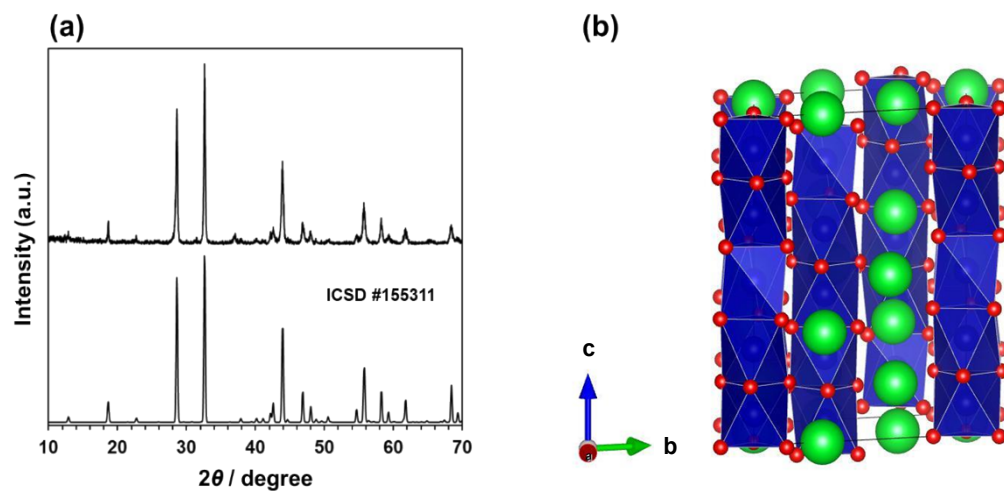 (a)
(b)
Intensity (a.u.)
ICSD #155311
10 20 30 40 50 60 70
2θ / degree
c
b
a